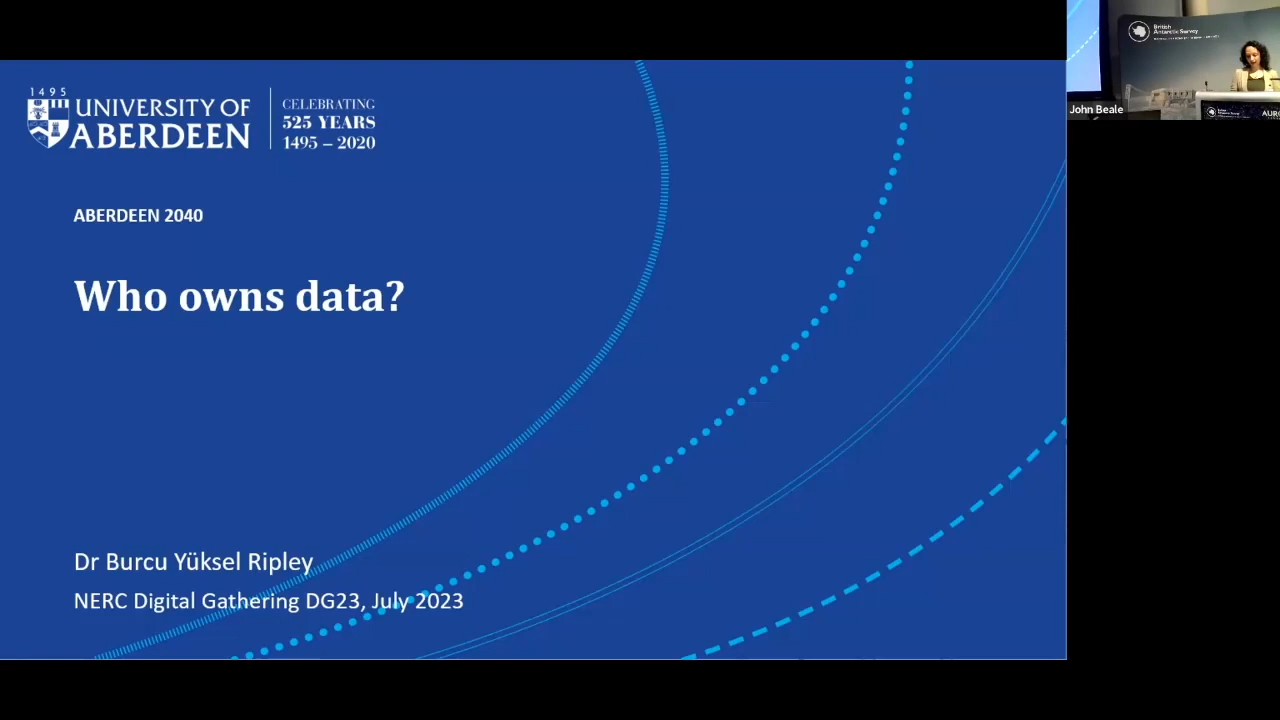 1495
UNIVERSITY OF
ABERDEEN
CELEBRATING
525 YEARS
1495 – 2020
ABERDEEN 2040
Who owns data?
Dr Burcu Yüksel Ripley
NERC Digital Gathering DG23, July 2023
British
Antarctic Survey
John Beale